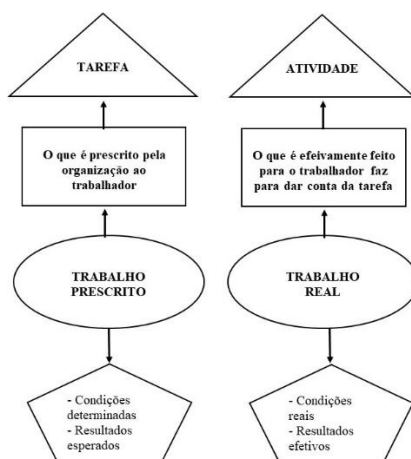 TAREFA
O que é prescrito pela
organização ao
trabalhador
TRABALHO
PRESCRITO
- Condições
determinadas
- Resultados
esperados
ATIVIDADE
O que é efeivamente feito
para o trabalhador faz
para dar conta da tarefa
TRABALHO
REAL
- Condições
reais
- Resultados
efetivos